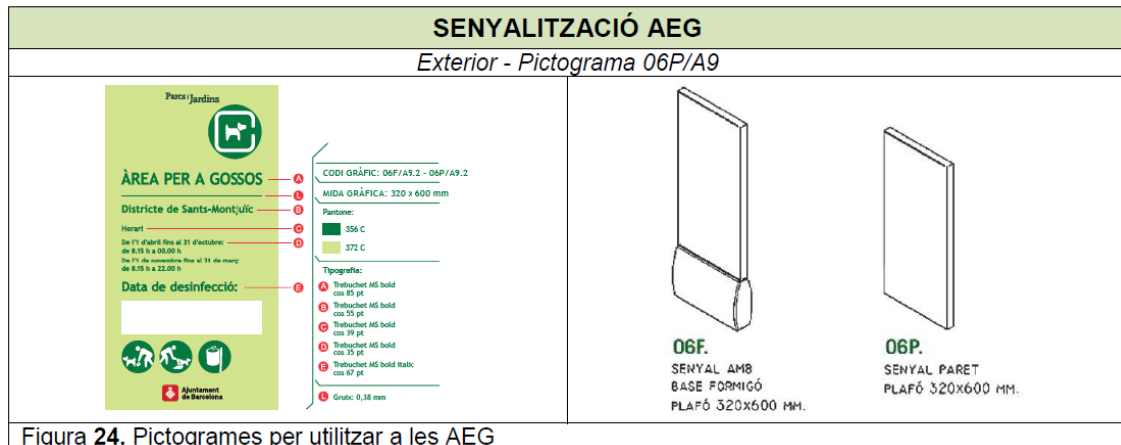 SENYALITZACIÓ AEG
Exterior - Pictograma 06P/A9
Parcs i Jardins
ÀREA PER A GOSSOS
Districte de Sants-Montjuïc
Horari
De l'1 d'abril fins al 31 d'octubre:
de 8.15 h a 00.00 h
De l'1 de novembre fins al 31 de març
de 8.15 h a 22.00 h
Data de desinfecció:
Ajuntament
de Barcelona
A
L
B
C
D
E
CODI GRÀFIC: 06F/A9.2 - 06P/A9.2
MIDA GRÀFICA: 320 x 600 mm
Pantone:
356 C
372 C
Tipografia:
A Trebuchet MS bold
cos 85 pt
B Trebuchet MS bold
cos 55 pt
C Trebuchet MS bold
cos 39 pt
D Trebuchet MS bold
cos 35 pt
E Trebuchet MS bold Italic
cos 67 pt
L Gruix: 0,38 mm
06F.
SENYAL AMB
BASE FORMIGÓ
PLAFÓ 320X600 MM.
06P.
SENYAL PARET
PLAFÓ 320X600 MM.
Figura 24. Pictogrames per utilitzar a les AEG